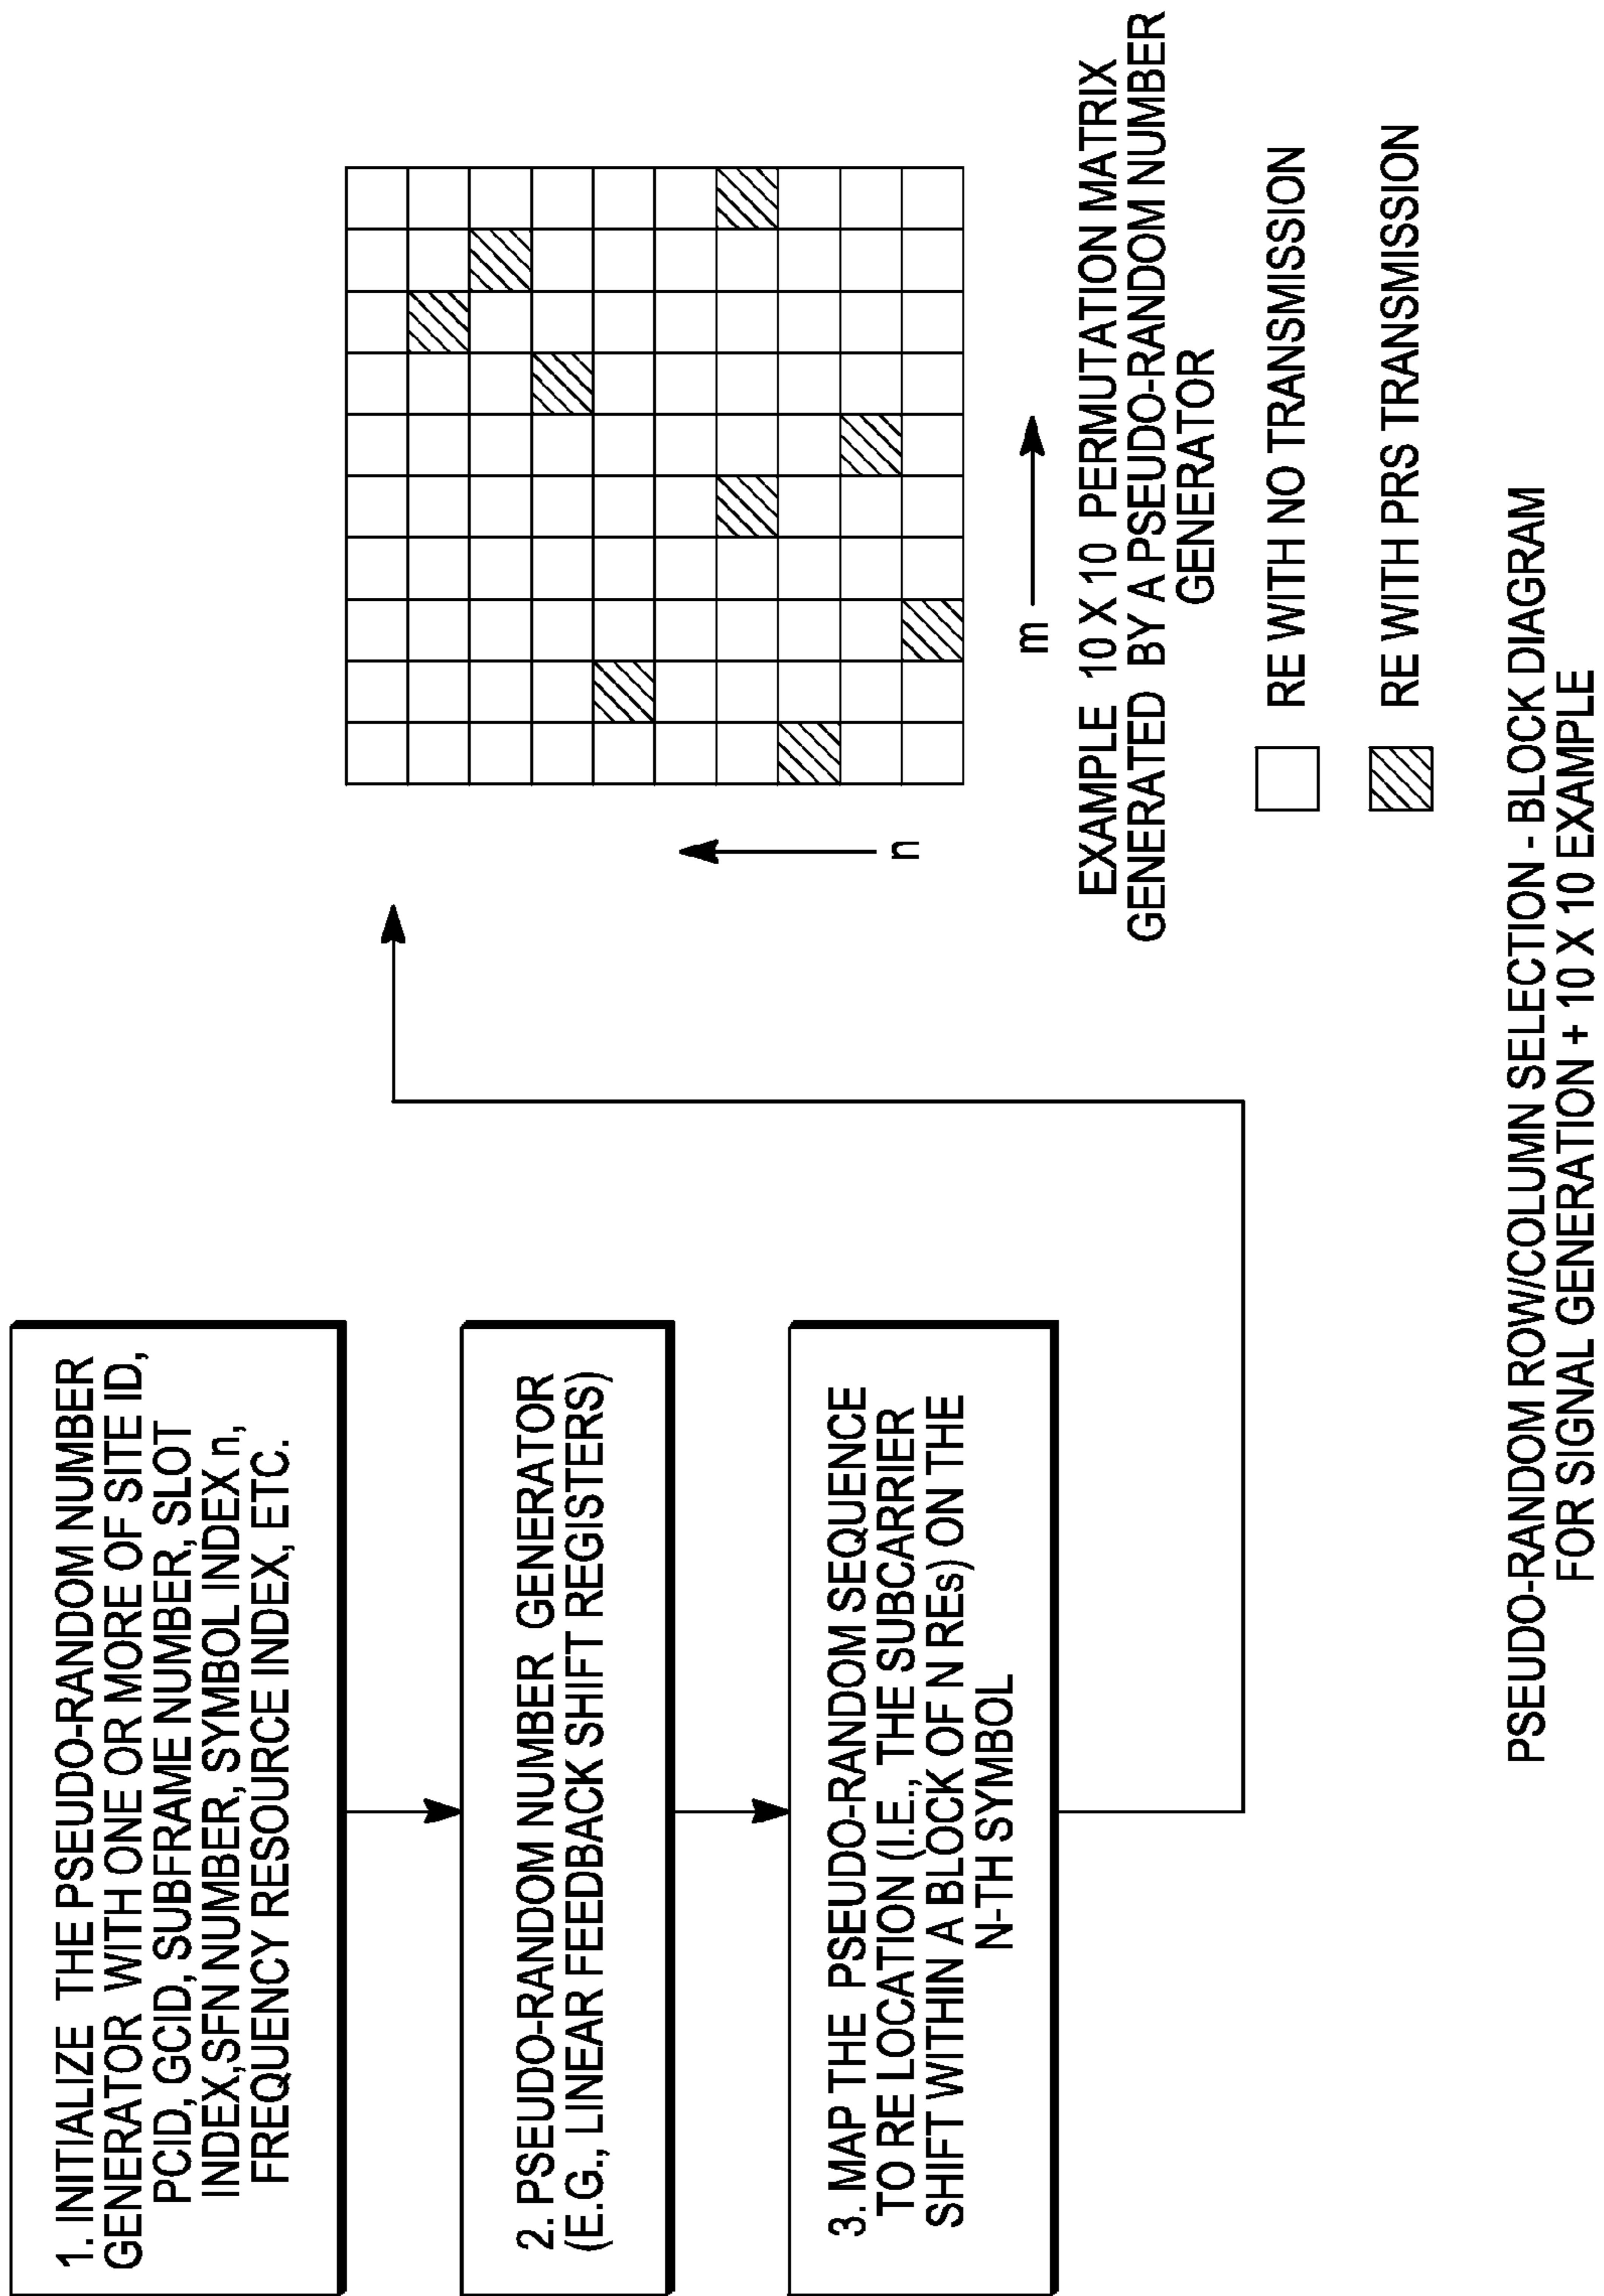 1. INITIALIZE THE PSEUDO-RANDOM NUMBER
GENERATOR WITH ONE OR MORE OF SITE ID,
PCID, GCID, SUBFRAME NUMBER, SLOT
INDEX,SFN NUMBER, SYMBOL INDEX n,
FREQUENCY RESOURCE INDEX, ETC.
2. PSEUDO-RANDOM NUMBER GENERATOR
(E.G., LINEAR FEEDBACK SHIFT REGISTERS)
3. MAP THE PSEUDO-RANDOM SEQUENCE
TO RE LOCATION (I.E., THE SUBCARRIER
SHIFT WITHIN A BLOCK OF N REs) ON THE
N-TH SYMBOL
n
m
EXAMPLE 10 X 10 PERMUTATION MATRIX
GENERATED BY A PSEUDO-RANDOM NUMBER
GENERATOR
RE WITH NO TRANSMISSION
RE WITH PRS TRANSMISSION
PSEUDO-RANDOM ROW/COLUMN SELECTION - BLOCK DIAGRAM
FOR SIGNAL GENERATION + 10 X 10 EXAMPLE